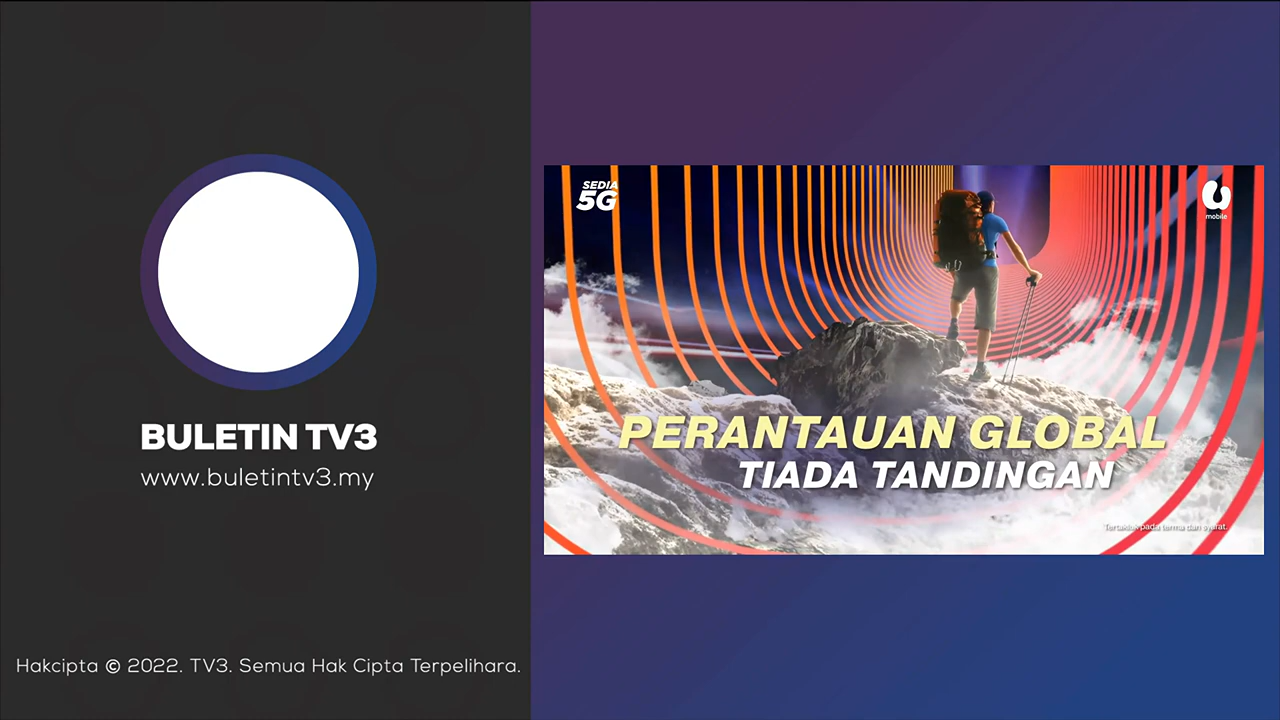 BULETIN TV3
www.buletintv3.my
Hakcipta © 2022. TV3. Semua Hak Cipta Terpelihara.
SEDIA
5G
mobile
PERANTAUAN GLOBAL
TIADA TANDINGAN
Tertakluk pada terma dan syarat.